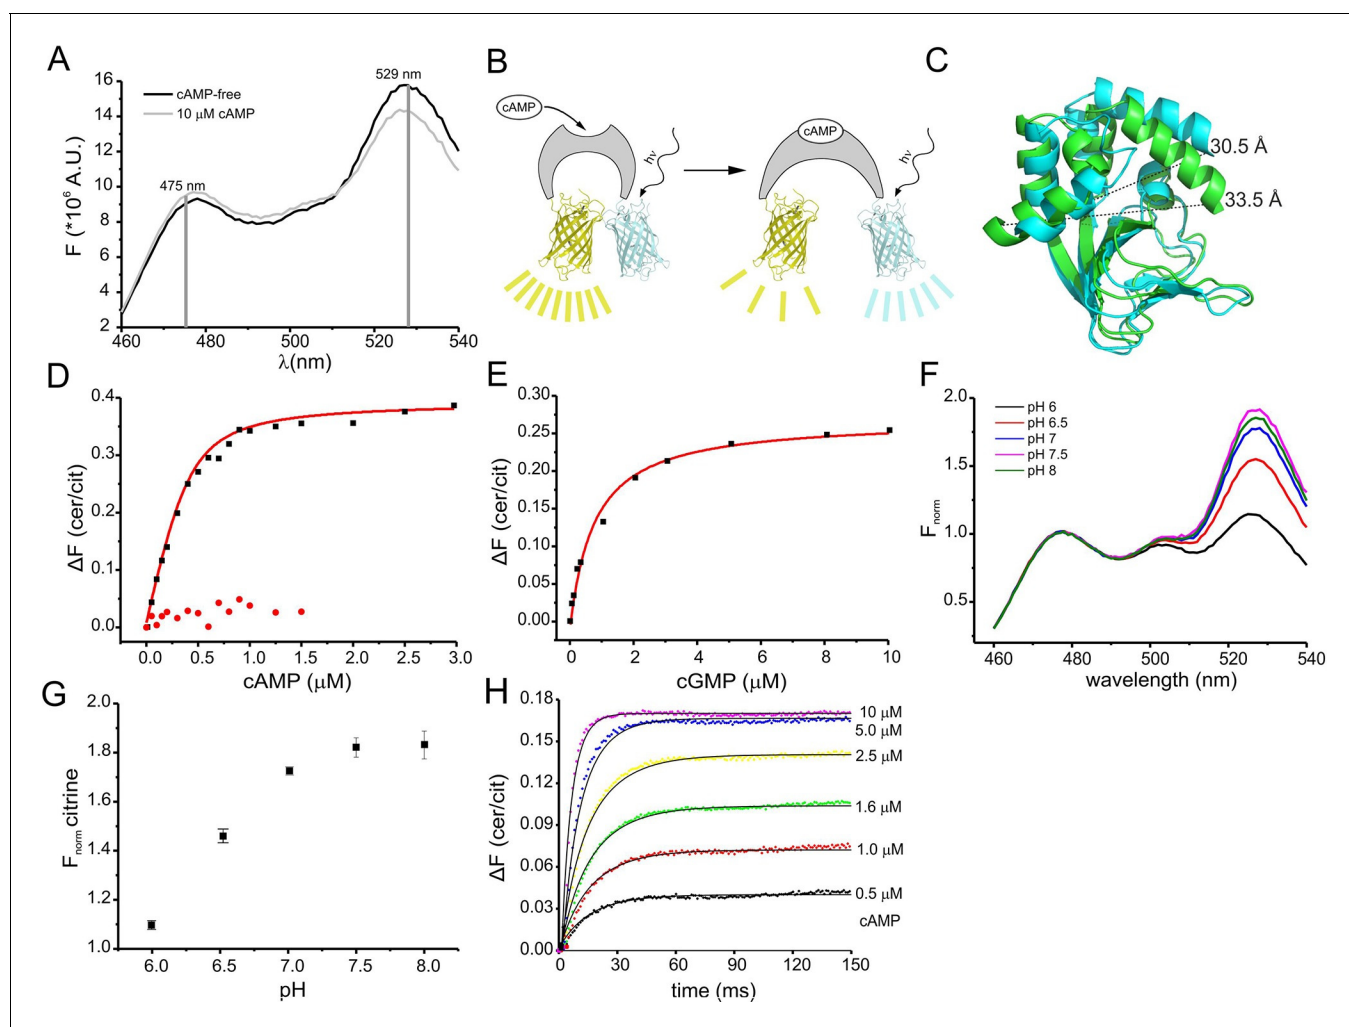 A
529 nm
16
14
12
10
8
6
4
2
F (*10⁶ A.U.)
cAMP-free
10 μM cAMP
475 nm
460 480 500 520 540
λ(nm)
B
cAMP
hν
cAMP
hν
C
30.5 Å
33.5 Å
D
0.4
0.3
0.2
0.1
0.0
ΔF (cer/cit)
0.0 0.5 1.0 1.5 2.0 2.5 3.0
cAMP (μM)
E
0.30
0.25
0.20
0.15
0.10
0.05
0.00
ΔF (cer/cit)
0 2 4 6 8 10
cGMP (μM)
F
2.0
1.5
1.0
0.5
Fnorm
pH 6
pH 6.5
pH 7
pH 7.5
pH 8
460 480 500 520 540
wavelength (nm)
G
2.0
1.8
1.6
1.4
1.2
1.0
Fnorm citrine
6.0 6.5 7.0 7.5 8.0
pH
H
0.18
0.15
0.12
0.09
0.06
0.03
0.00
ΔF (cer/cit)
10 μM
5.0 μM
2.5 μM
1.6 μM
1.0 μM
0.5 μM
cAMP
0 30 60 90 120 150
time (ms)